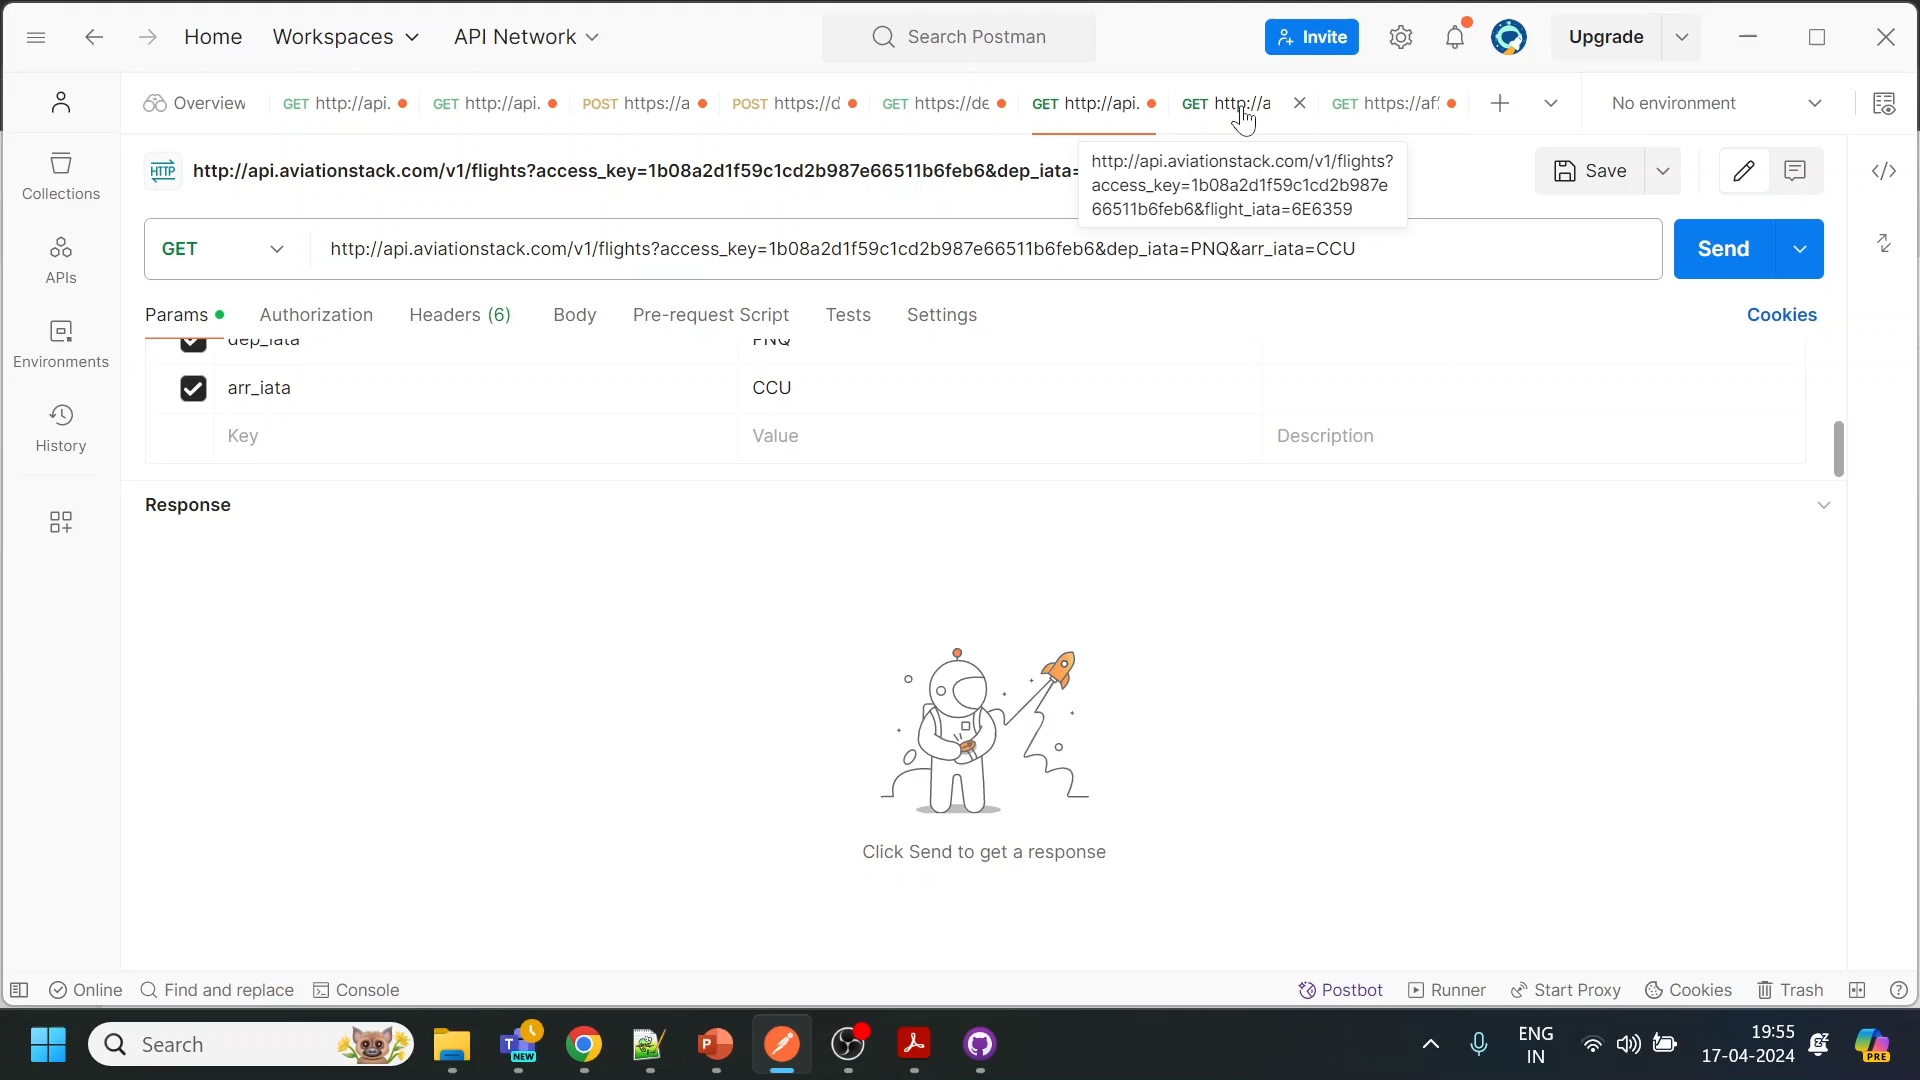 Home
Workspaces
API Network
Search Postman
Invite
Upgrade
Overview
GET http://api.
GET http://api.
POST https://a
POST https://d
GET https://de
GET http://api.
GET http://a
GET https://af
No environment
HTTP
http://api.aviationstack.com/v1/flights?access_key=1b08a2d1f59c1cd2b987e66511b6feb6&dep_iata=
http://api.aviationstack.com/v1/flights?
access_key=1b08a2d1f59c1cd2b987e
66511b6feb6&flight_iata=6E6359
Save
Collections
APIs
Environments
History
GET
http://api.aviationstack.com/v1/flights?access_key=1b08a2d1f59c1cd2b987e66511b6feb6&dep_iata=PNQ&arr_iata=CCU
Send
Params
Authorization
Headers (6)
Body
Pre-request Script
Tests
Settings
Cookies
dep_iata
PNQ
arr_iata
CCU
Key
Value
Description
Response
Click Send to get a response
Online
Find and replace
Console
Postbot
Runner
Start Proxy
Cookies
Trash
Search
NEW
ENG
IN
19:55
17-04-2024
PRE